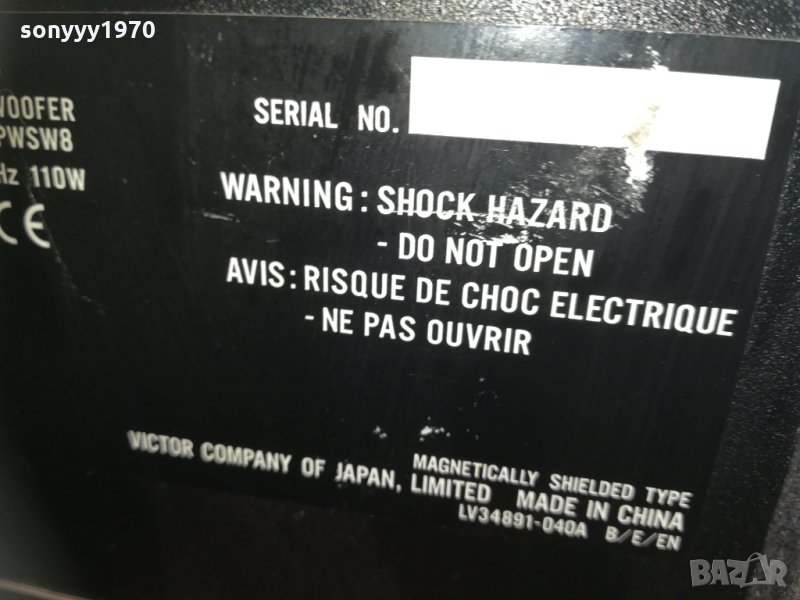 sonyyy1970
WOOFER
PWSW8
Hz 110W
CE
SERIAL NO.
WARNING : SHOCK HAZARD
- DO NOT OPEN
AVIS : RISQUE DE CHOC ELECTRIQUE
- NE PAS OUVRIR
MAGNETICALLY SHIELDED TYPE
VICTOR COMPANY OF JAPAN, LIMITED MADE IN CHINA
LV34891-040A B/E/EN
BAZAR